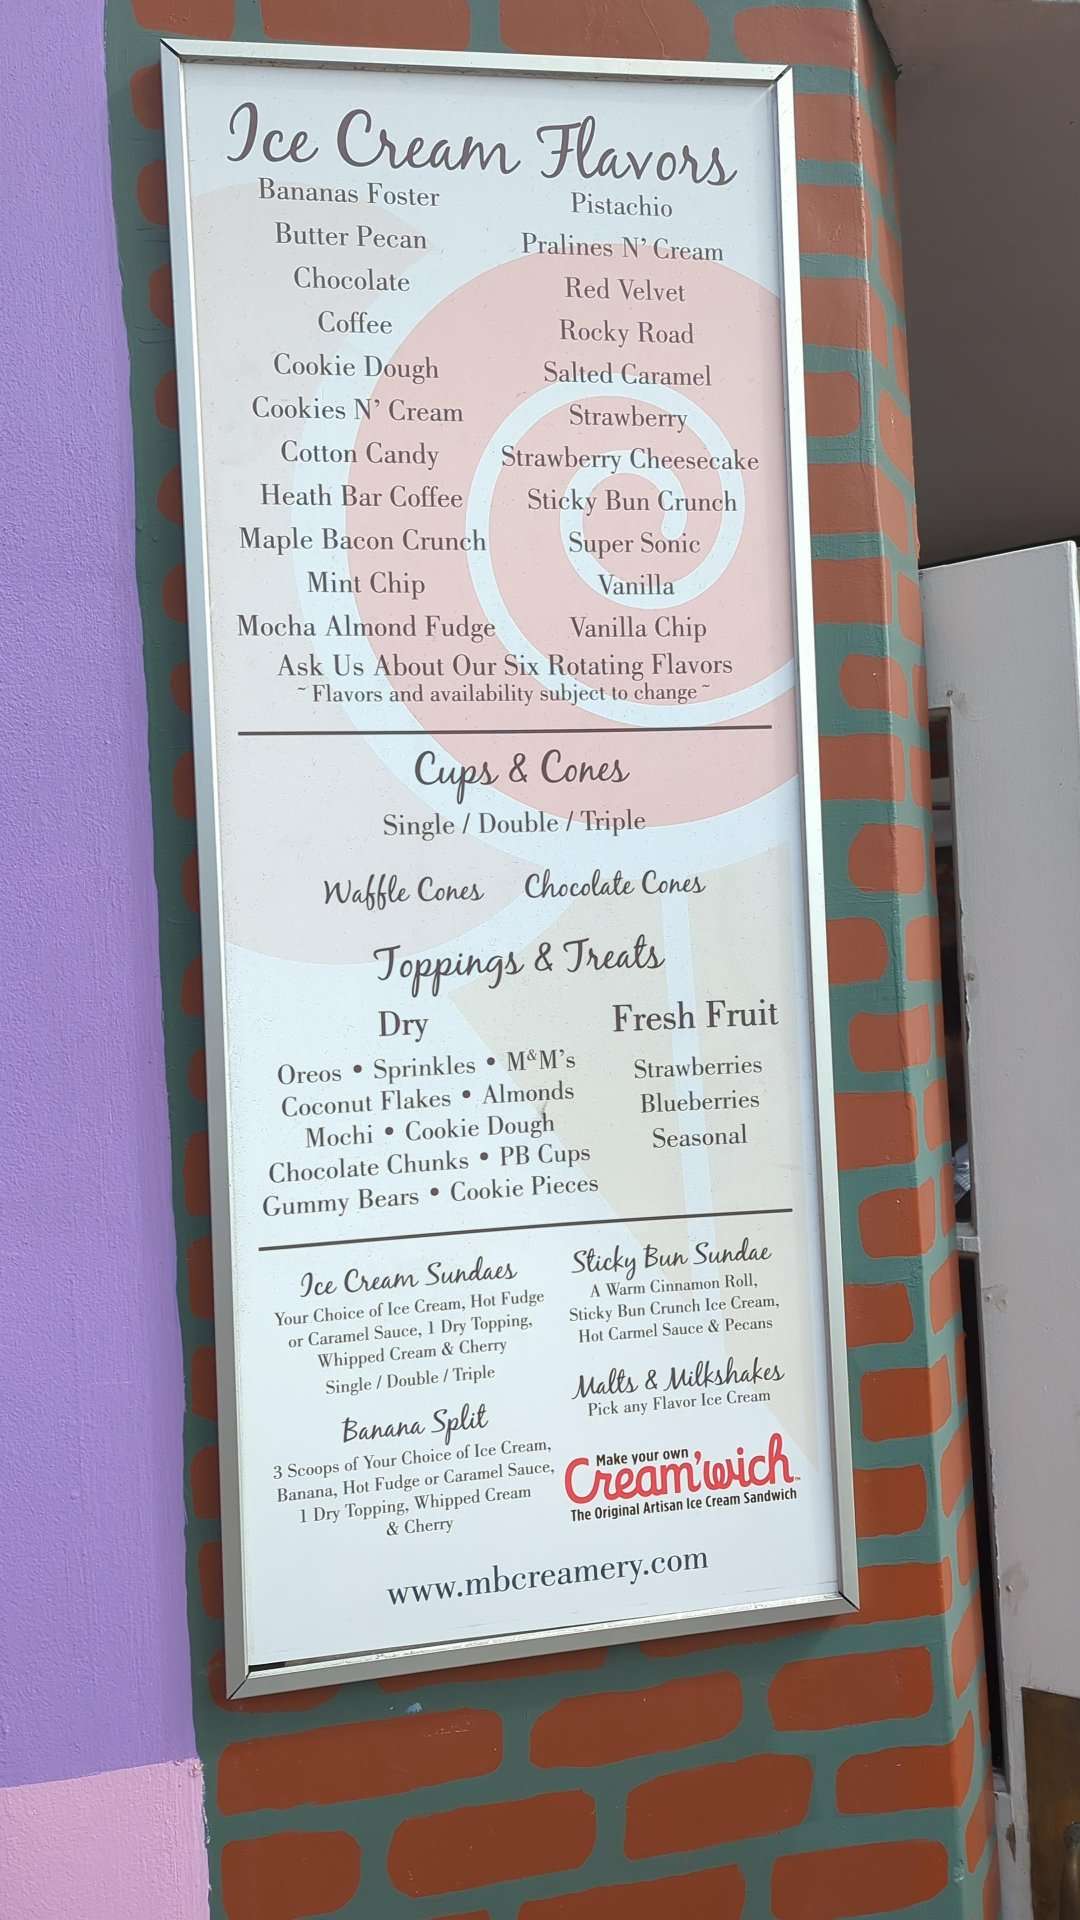 Ice Cream Flavors
Bananas Foster
Butter Pecan
Chocolate
Coffee
Cookie Dough
Cookies N' Cream
Cotton Candy
Heath Bar Coffee
Maple Bacon Crunch
Mint Chip
Mocha Almond Fudge
Pistachio
Pralines N' Cream
Red Velvet
Rocky Road
Salted Caramel
Strawberry
Strawberry Cheesecake
Sticky Bun Crunch
Super Sonic
Vanilla
Vanilla Chip
Ask Us About Our Six Rotating Flavors
~ Flavors and availability subject to change ~
Cups & Cones
Single / Double / Triple
Waffle Cones Chocolate Cones
Toppings & Treats
Dry
Oreos • Sprinkles • M&M's
Coconut Flakes • Almonds
Mochi • Cookie Dough
Chocolate Chunks • PB Cups
Gummy Bears • Cookie Pieces
Fresh Fruit
Strawberries
Blueberries
Seasonal
Ice Cream Sundaes
Your Choice of Ice Cream, Hot Fudge
or Caramel Sauce, 1 Dry Topping,
Whipped Cream & Cherry
Single / Double / Triple
Banana Split
3 Scoops of Your Choice of Ice Cream,
Banana, Hot Fudge or Caramel Sauce,
1 Dry Topping, Whipped Cream
& Cherry
Sticky Bun Sundae
A Warm Cinnamon Roll,
Sticky Bun Crunch Ice Cream,
Hot Carmel Sauce & Pecans
Malts & Milkshakes
Pick any Flavor Ice Cream
Make your own
Cream'wich™
The Original Artisan Ice Cream Sandwich
www.mbcreamery.com